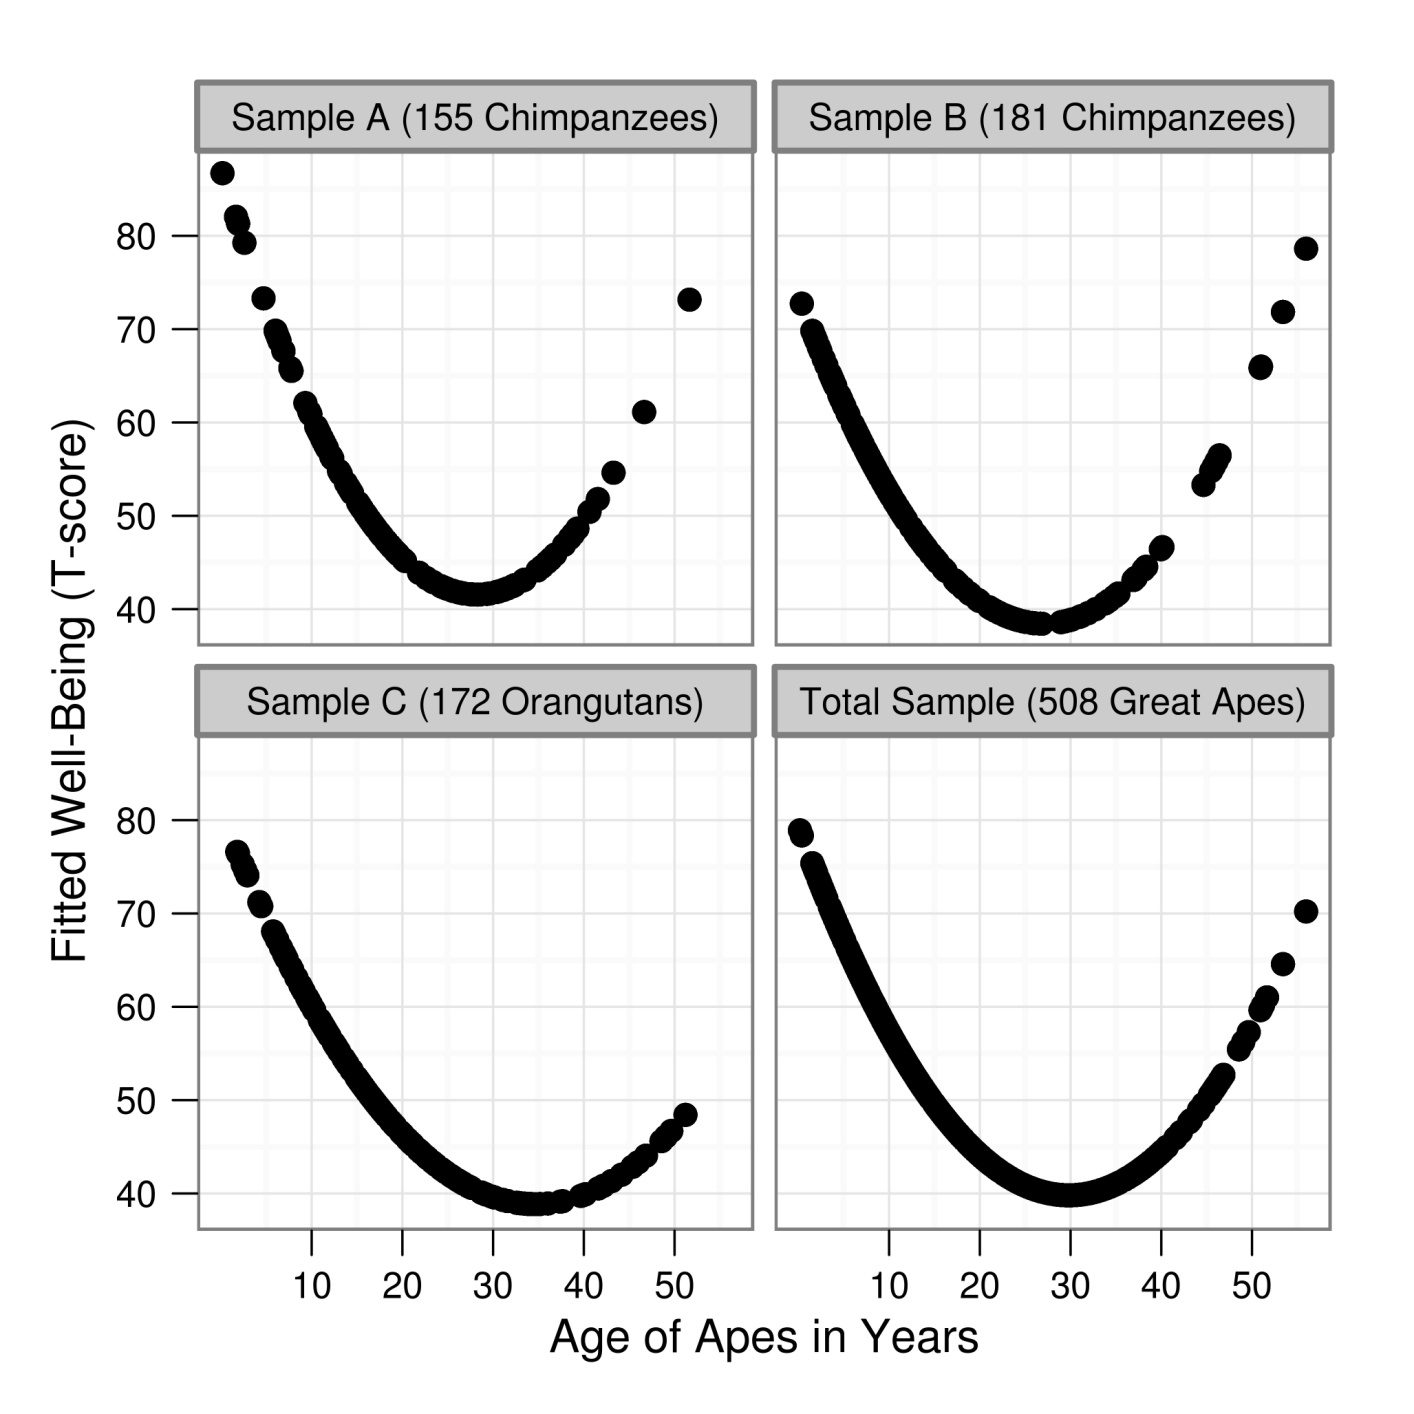 Sample A (155 Chimpanzees)
Sample B (181 Chimpanzees)
80
70
60
50
40
Sample C (172 Orangutans)
Total Sample (508 Great Apes)
80
70
60
50
40
Fitted Well-Being (T-score)
10 20 30 40 50
10 20 30 40 50
Age of Apes in Years